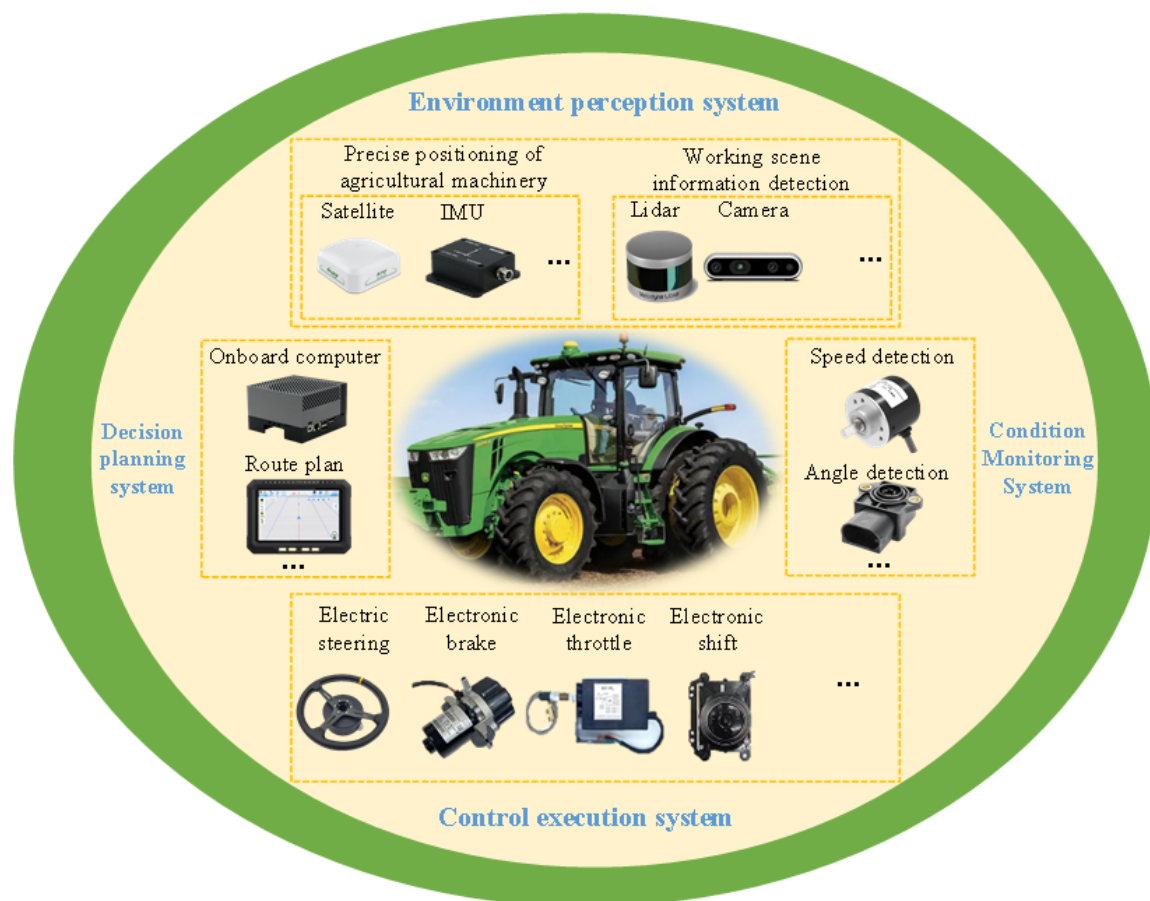 Environment perception system
Precise positioning of
agricultural machinery
Working scene
information detection
Satellite
IMU
...
Lidar
Camera
...
Velodyne Lidar
Onboard computer
Route plan
...
Decision
planning
system
Speed detection
Angle detection
...
Condition
Monitoring
System
Electric
steering
Electronic
brake
Electronic
throttle
Electronic
shift
...
Control execution system